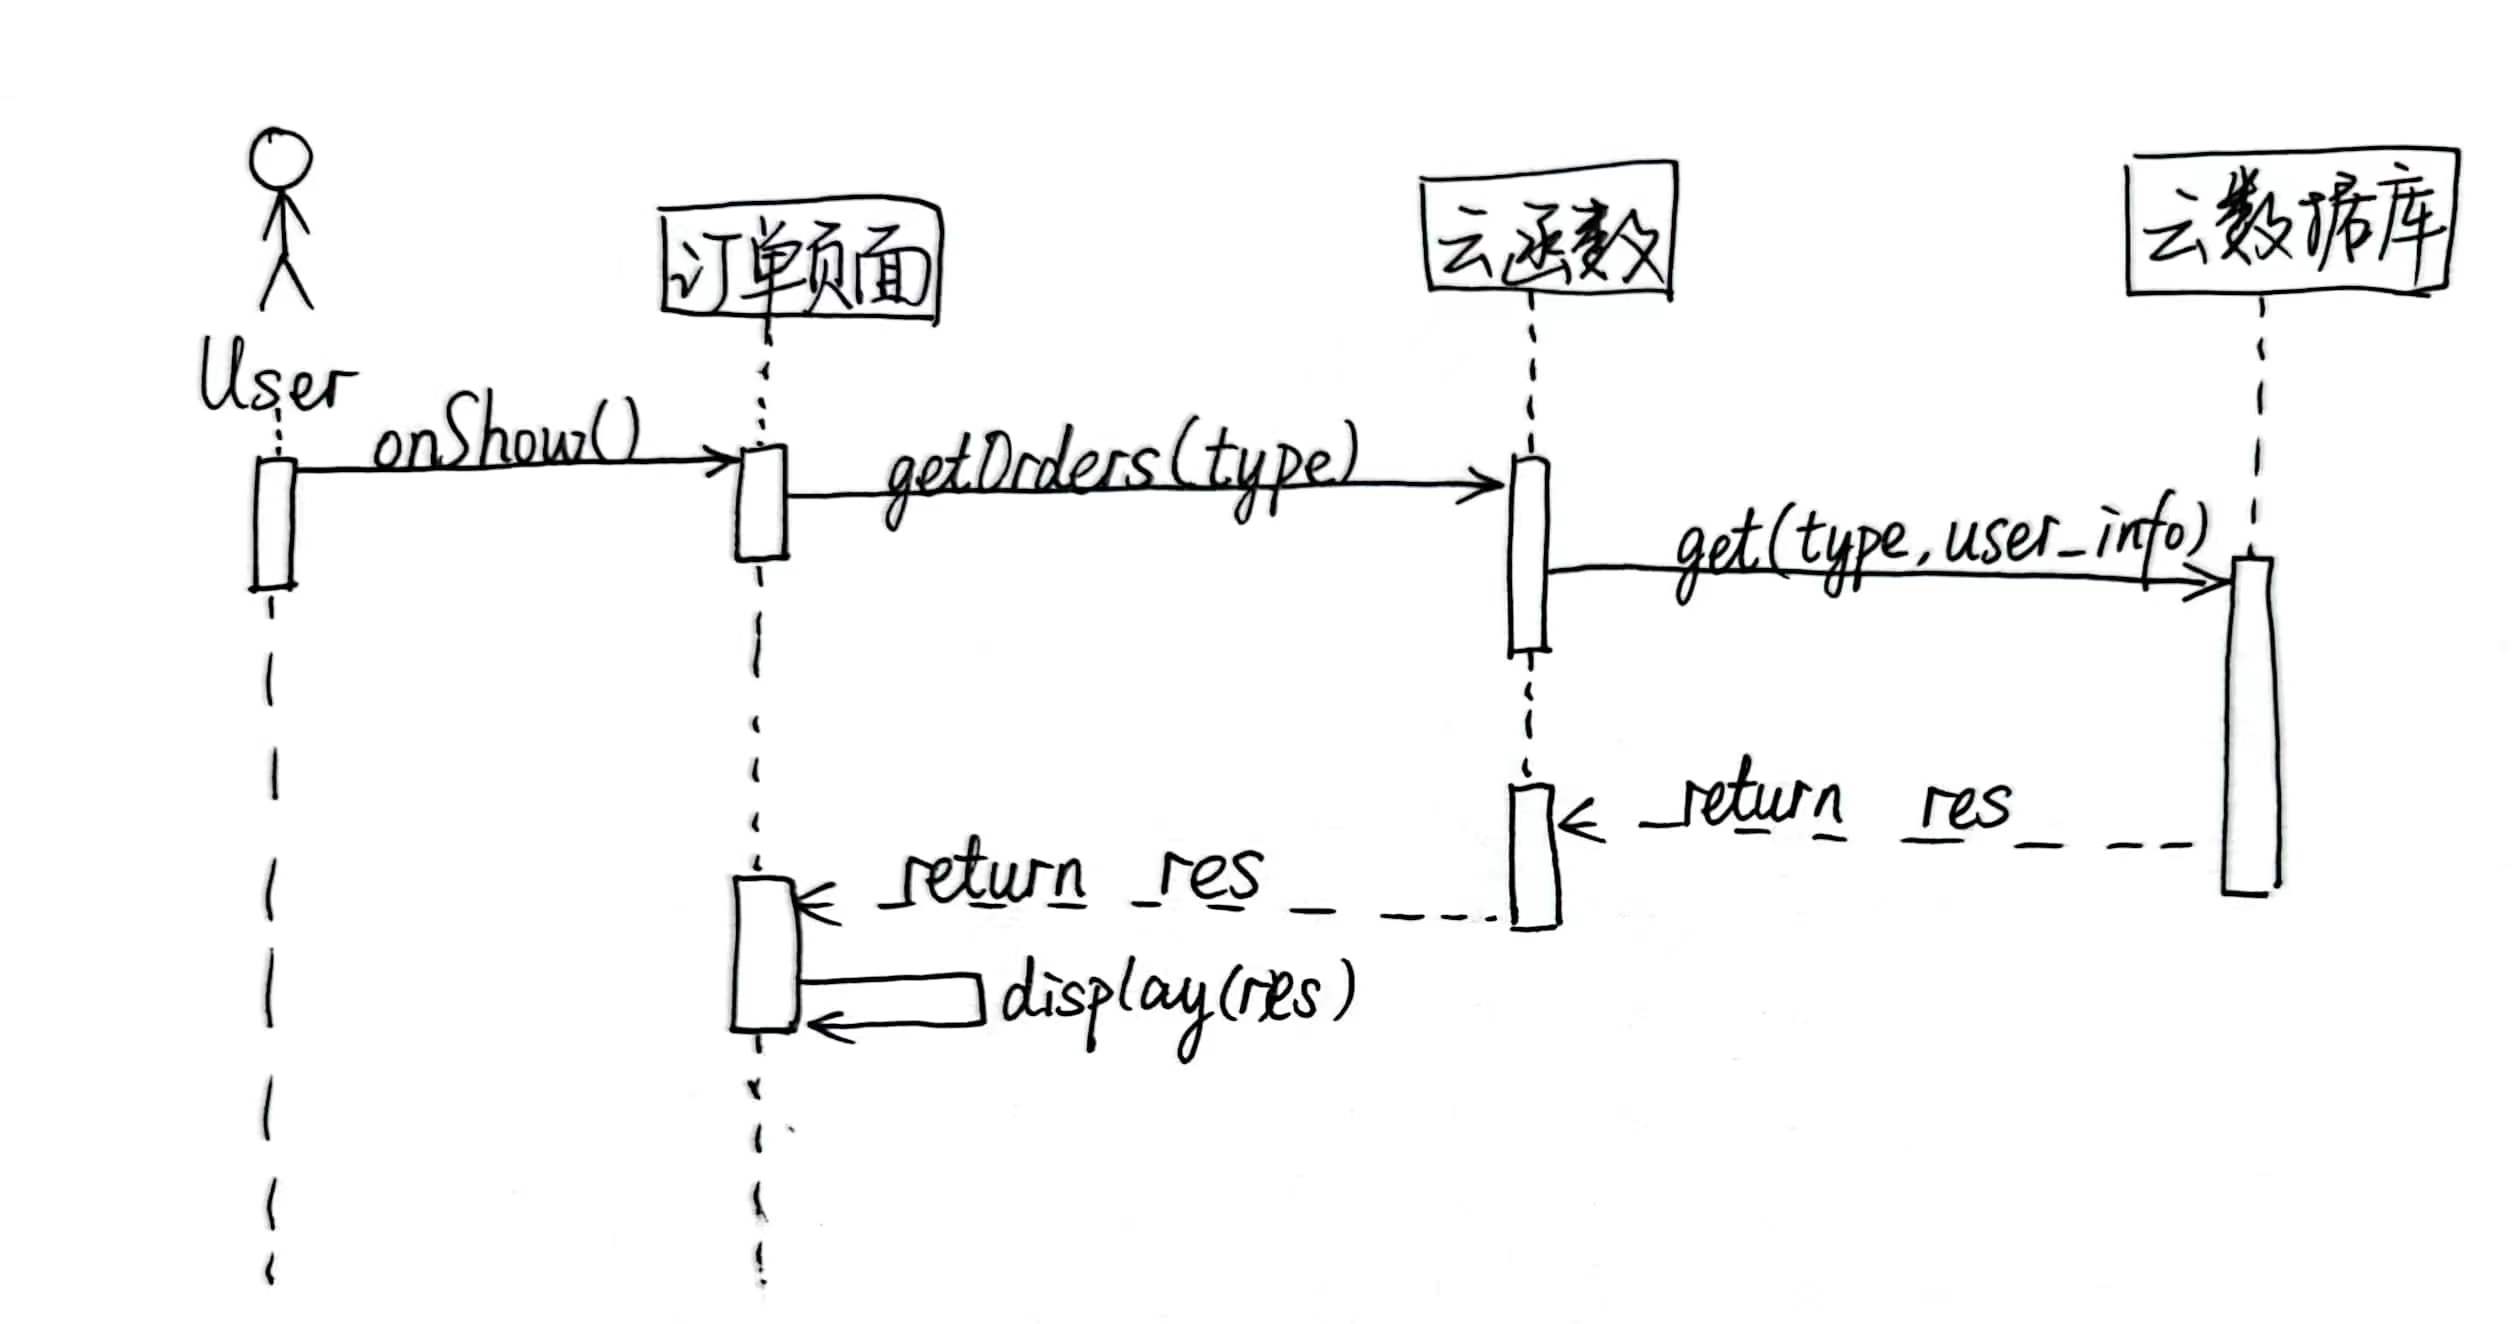 User
订单页面
云函数
云数据库
onShow()
getOrders(type)
get(type,user_info)
return res
return res
display(res)